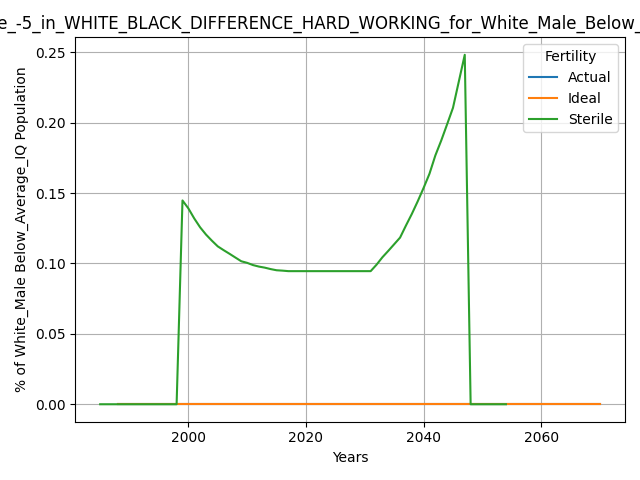 e_-5_in_WHITE_BLACK_DIFFERENCE_HARD_WORKING_for_White_Male_Below_
% of White_Male Below_Average_IQ Population
0.25
0.20
0.15
0.10
0.05
0.00
Fertility
Actual
Ideal
Sterile
2000 2020 2040 2060
Years